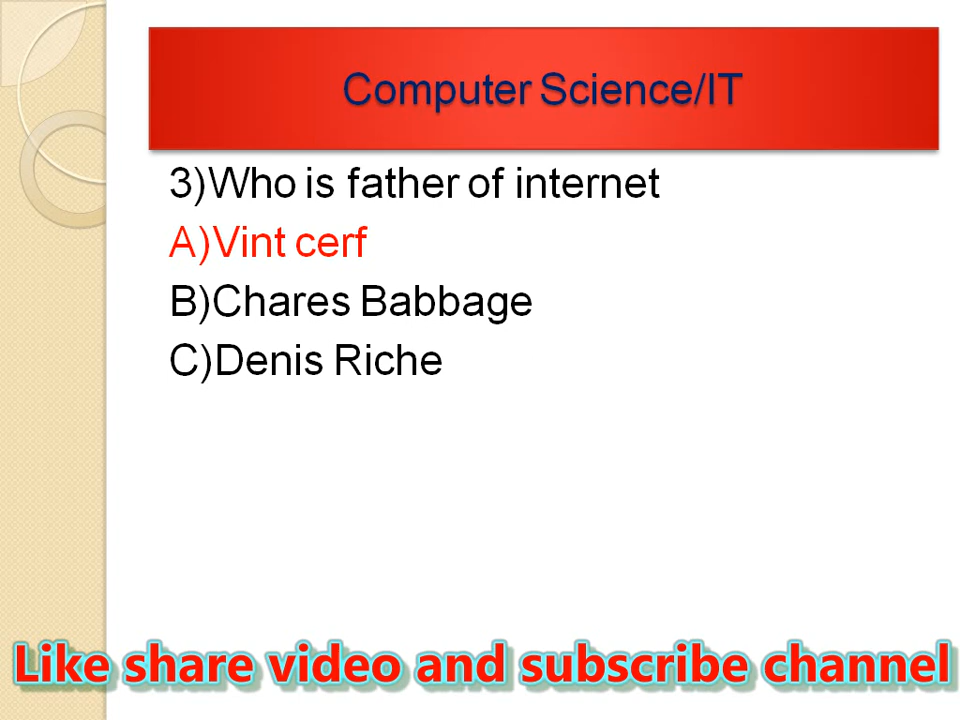 Computer Science/IT
3)Who is father of internet
A)Vint cerf
B)Chares Babbage
C)Denis Riche
Like share video and subscribe channel